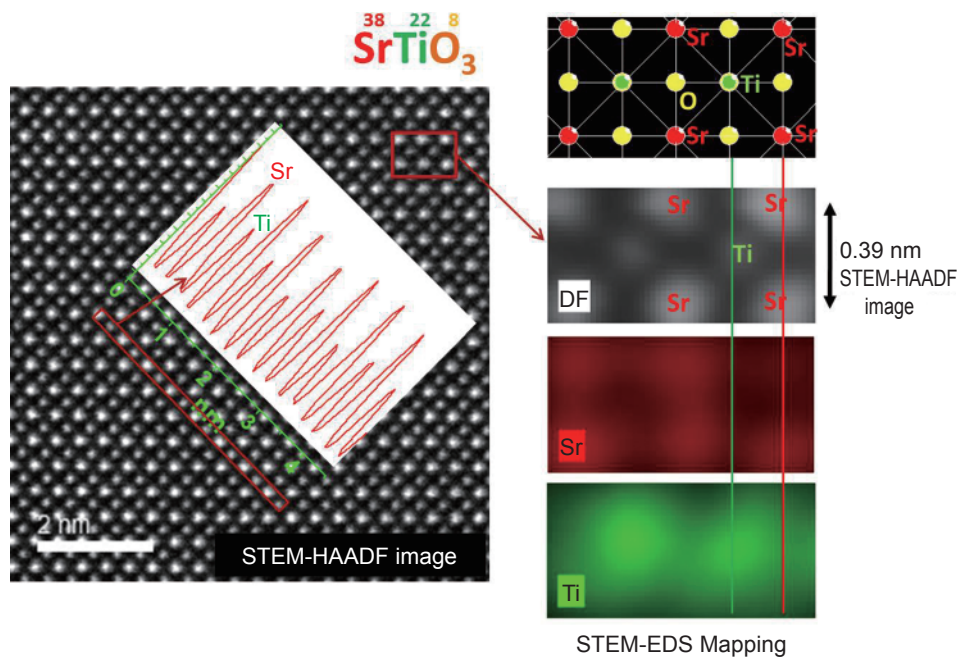 38 22 8
SrTiO3
Sr
Ti
0
1
2
nm
3
4
2 nm
STEM-HAADF image
Sr
Sr
Ti
O
Sr
Sr
Sr
Sr
Ti
DF
Sr
Sr
0.39 nm
STEM-HAADF
image
Sr
Ti
STEM-EDS Mapping